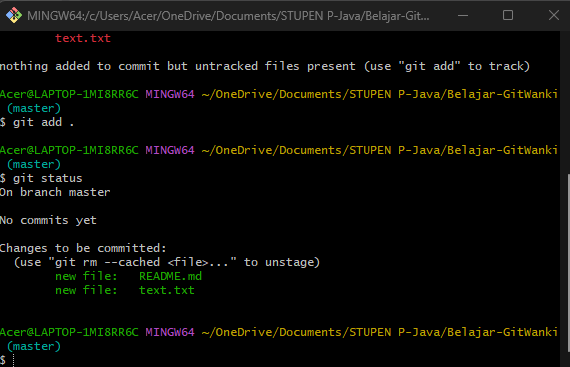 MINGW64:/c/Users/Acer/OneDrive/Documents/STUPEN P-Java/Belajar-Git...
text.txt
nothing added to commit but untracked files present (use "git add" to track)
Acer@LAPTOP-1MI8RR6C MINGW64 ~/OneDrive/Documents/STUPEN P-Java/Belajar-GitWanki
(master)
$ git add .
Acer@LAPTOP-1MI8RR6C MINGW64 ~/OneDrive/Documents/STUPEN P-Java/Belajar-GitWanki
(master)
$ git status
On branch master
No commits yet
Changes to be committed:
(use "git rm --cached <file>..." to unstage)
new file:   README.md
new file:   text.txt
Acer@LAPTOP-1MI8RR6C MINGW64 ~/OneDrive/Documents/STUPEN P-Java/Belajar-GitWanki
(master)
$